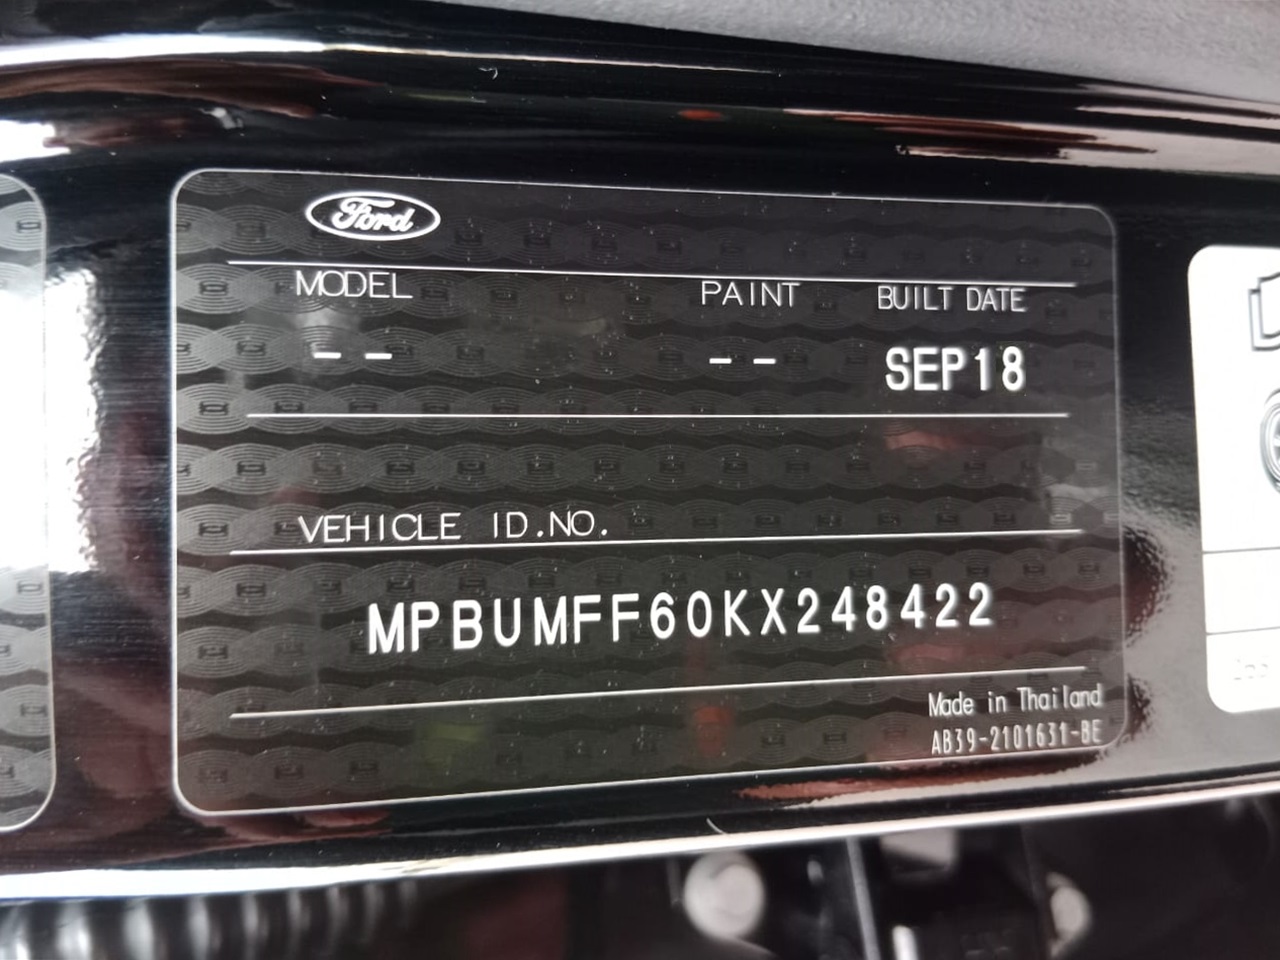 Ford
MODEL PAINT BUILT DATE
-- -- SEP18
VEHICLE ID.NO.
MPBUMFF60KX248422
Made in Thailand
AB39-2101631-BE